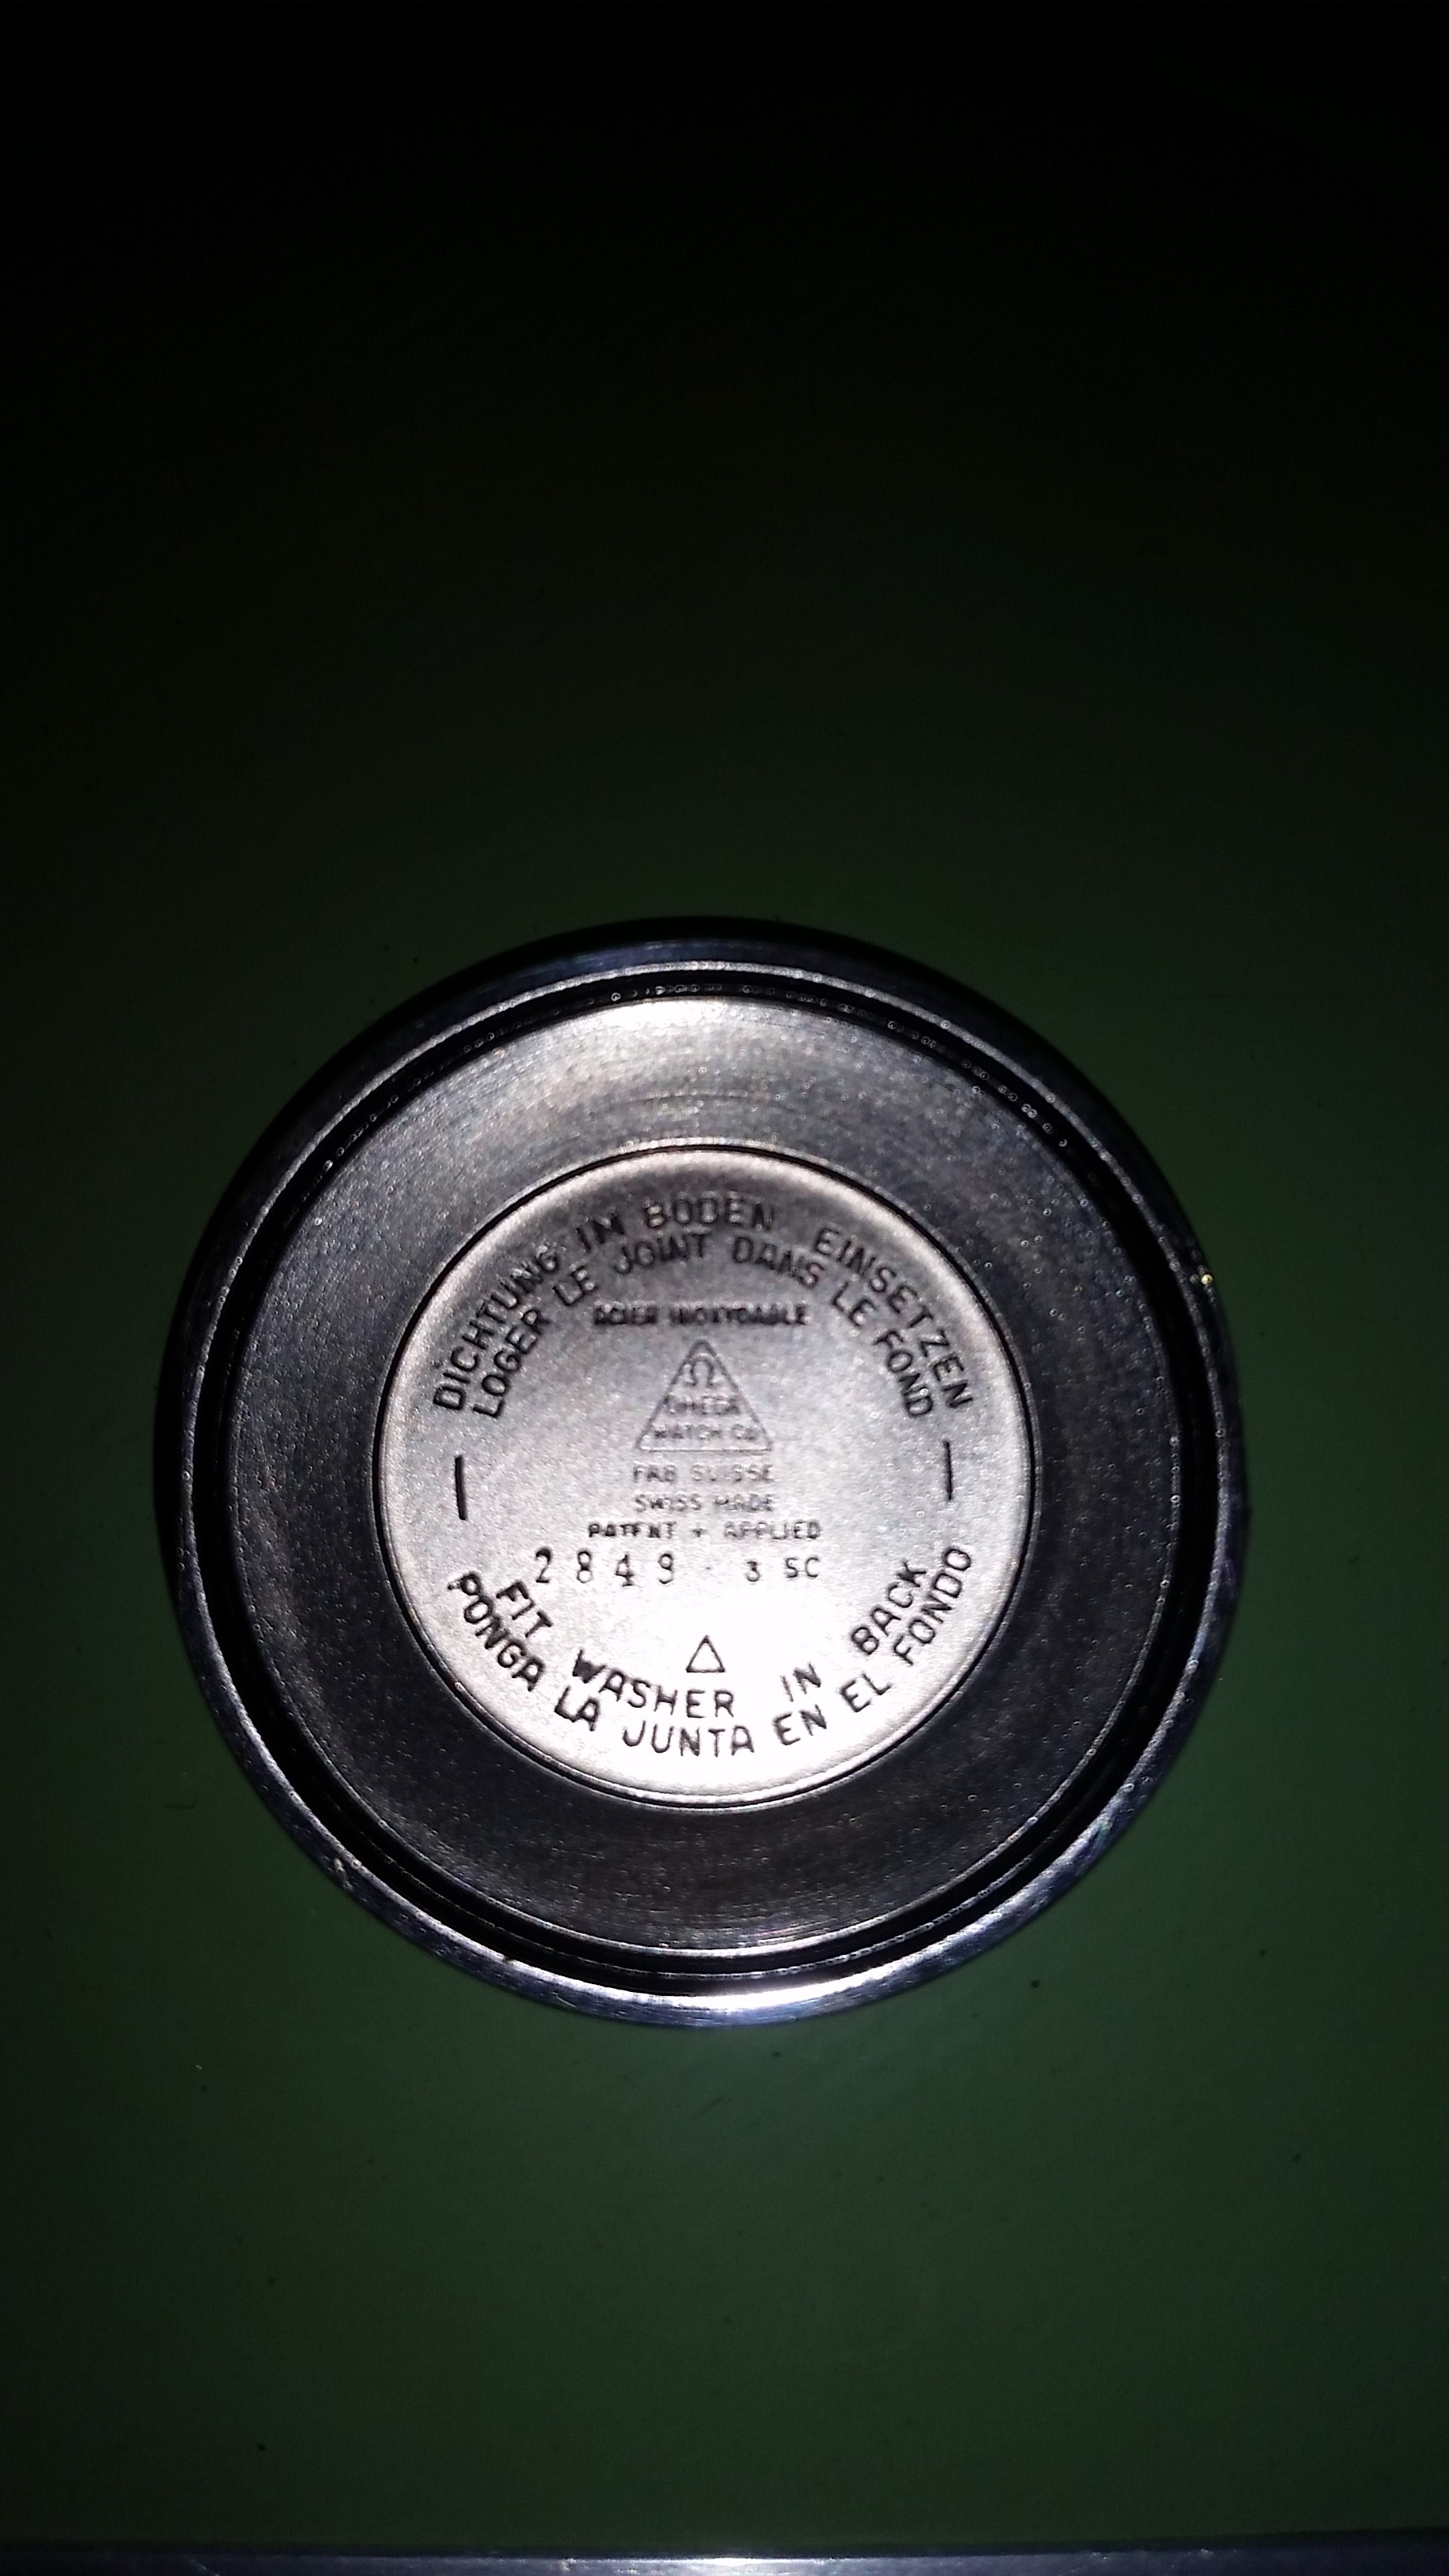 DICHTUNG IM BODEN EINSETZEN
LOGER LE JOINT DANS LE FOND
ACIER INOXYDABLE
Ω
OMEGA
WATCH Co
FAB SUISSE
SWISS MADE
PATENT + APPLIED
2849 - 3 SC
FIT WASHER IN BACK
PONGA LA JUNTA EN EL FONDO